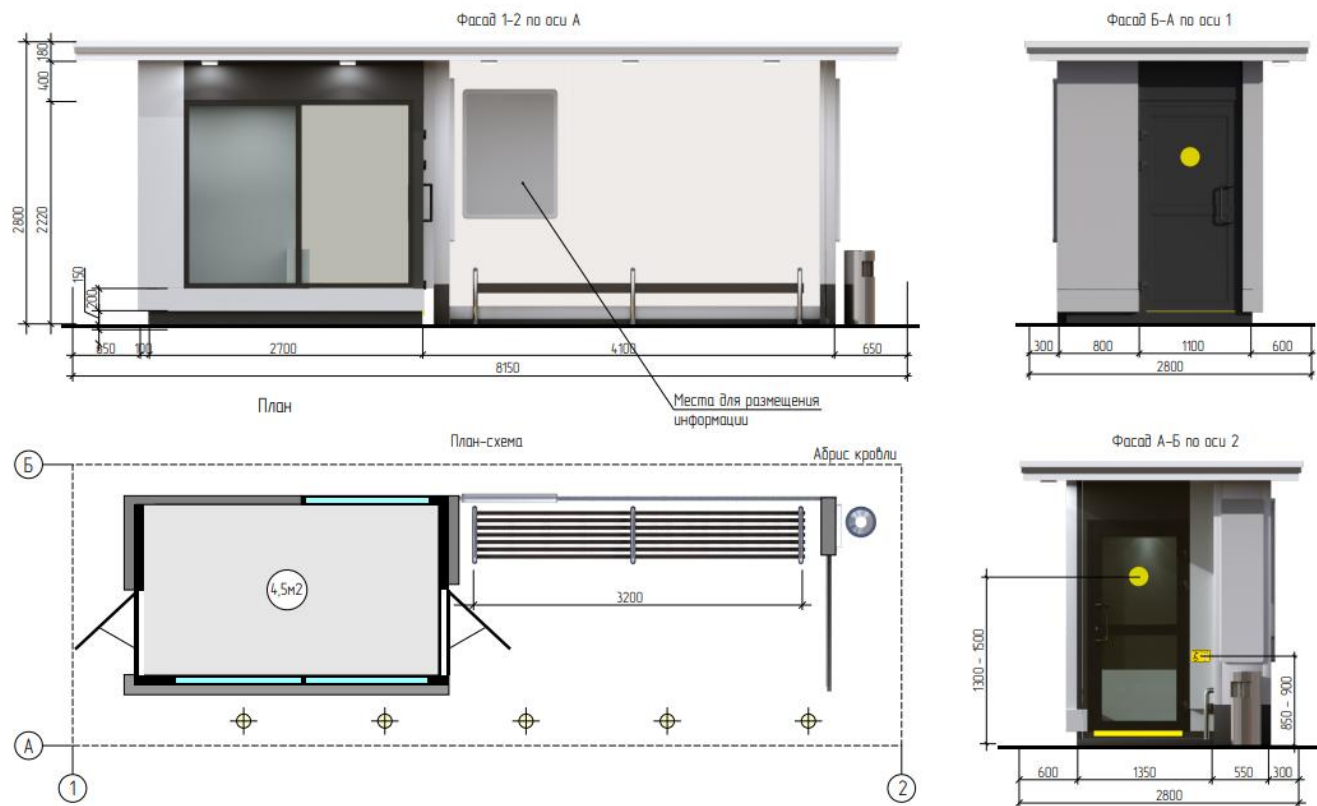 Фасад 1-2 по оси А
Фасад Б-А по оси 1
180
400
2220
2800
150
200
650
100
2700
4100
650
8150
300
800
1100
600
2800
Места для размещения
информации
План
План-схема
Абрис кровли
Фасад А-Б по оси 2
Б
4,5м2
3200
А
1
2
1300 - 1500
850 - 900
600
1350
550
300
2800